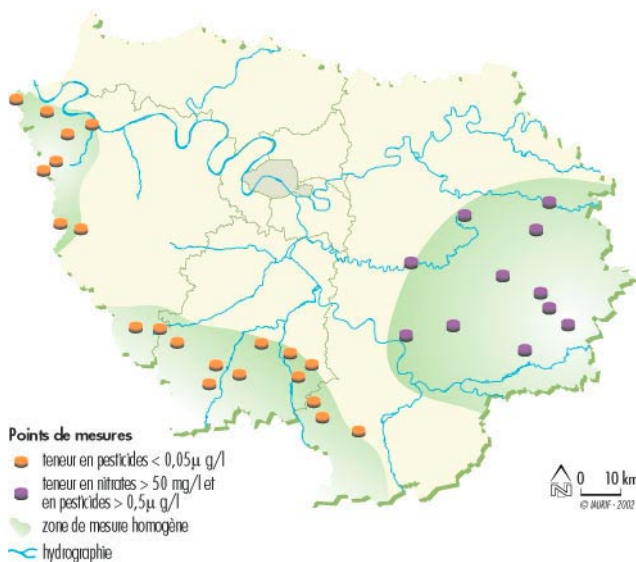 Points de mesures
teneur en pesticides < 0,05µ g/l
teneur en nitrates > 50 mg/l et
en pesticides > 0,5µ g/l
zone de mesure homogène
hydrographie
N
0 10 km
© IAURIF - 2002